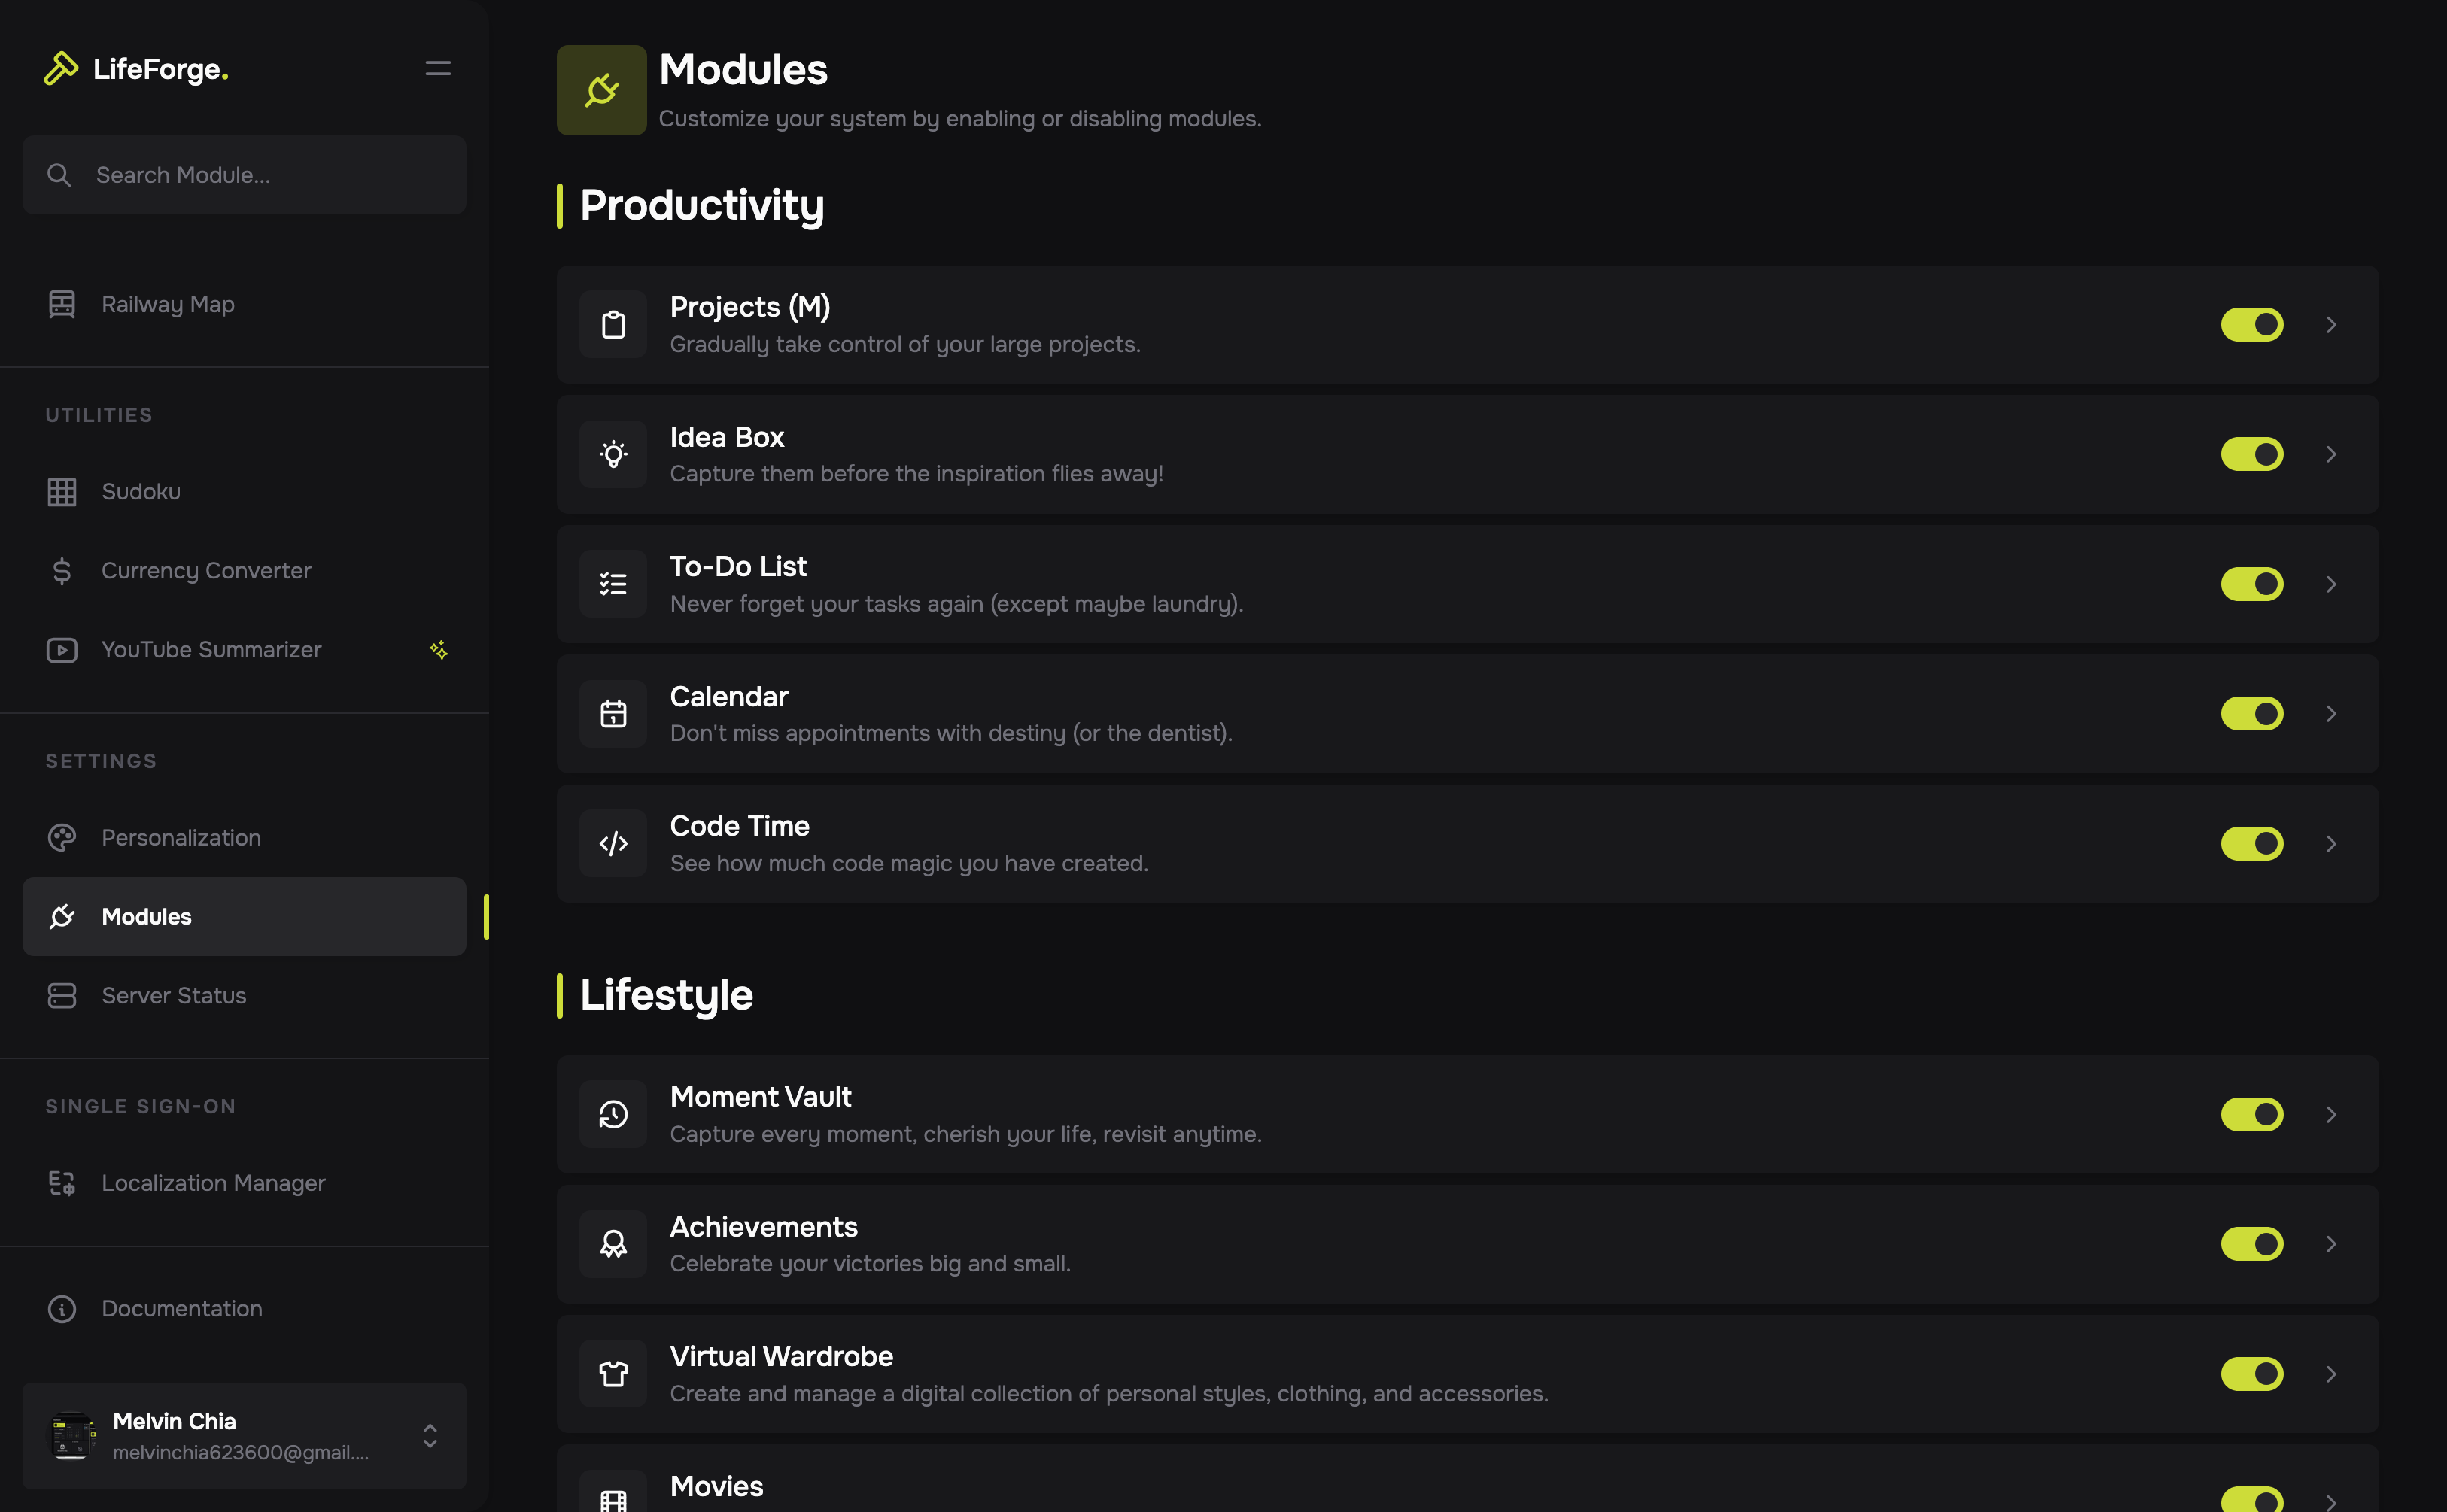 LifeForge.
Search Module...
Railway Map
UTILITIES
Sudoku
Currency Converter
YouTube Summarizer
SETTINGS
Personalization
Modules
Server Status
SINGLE SIGN-ON
Localization Manager
Documentation
Melvin Chia
melvinchia623600@gmail....
Modules
Customize your system by enabling or disabling modules.
Productivity
Projects (M)
Gradually take control of your large projects.
Idea Box
Capture them before the inspiration flies away!
To-Do List
Never forget your tasks again (except maybe laundry).
Calendar
Don't miss appointments with destiny (or the dentist).
Code Time
See how much code magic you have created.
Lifestyle
Moment Vault
Capture every moment, cherish your life, revisit anytime.
Achievements
Celebrate your victories big and small.
Virtual Wardrobe
Create and manage a digital collection of personal styles, clothing, and accessories.
Movies